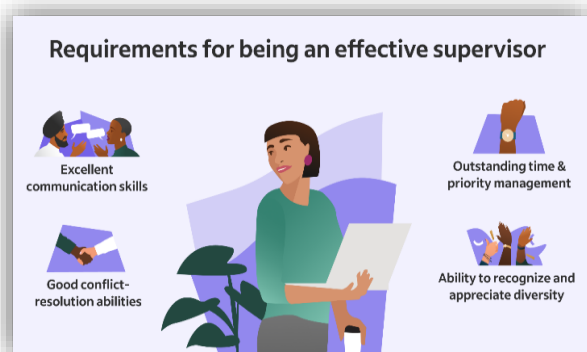 Requirements for being an effective supervisor
Excellent
communication skills
Outstanding time &
priority management
Good conflict-
resolution abilities
Ability to recognize and
appreciate diversity